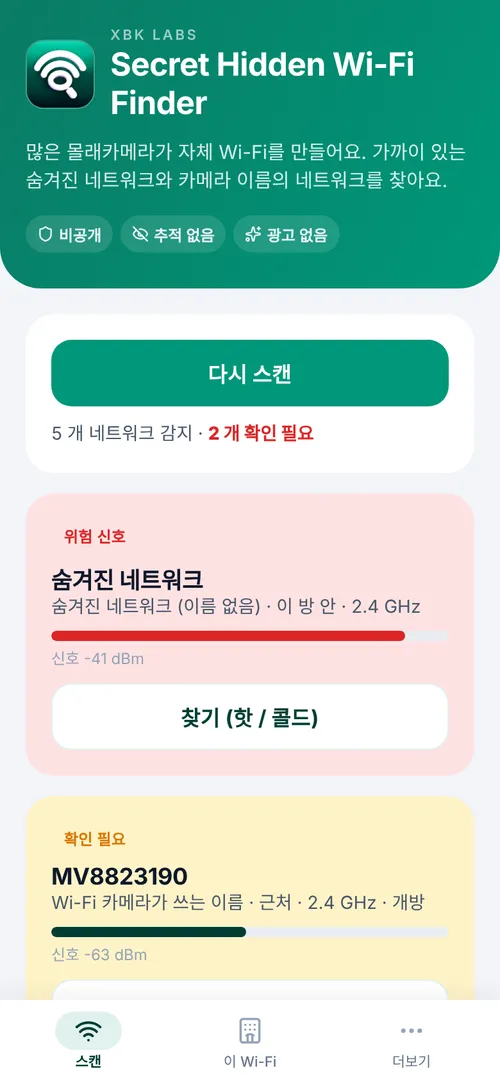 XBK LABS
Secret Hidden Wi-Fi
Finder
많은 몰래카메라가 자체 Wi-Fi를 만들어요. 가까이 있는
숨겨진 네트워크와 카메라 이름의 네트워크를 찾아요.
비공개
추적 없음
광고 없음
다시 스캔
5 개 네트워크 감지 · 2 개 확인 필요
위험 신호
숨겨진 네트워크
숨겨진 네트워크 (이름 없음) · 이 방 안 · 2.4 GHz
신호 -41 dBm
찾기 (핫 / 콜드)
확인 필요
MV8823190
Wi-Fi 카메라가 쓰는 이름 · 근처 · 2.4 GHz · 개방
신호 -63 dBm
스캔
이 Wi-Fi
더보기